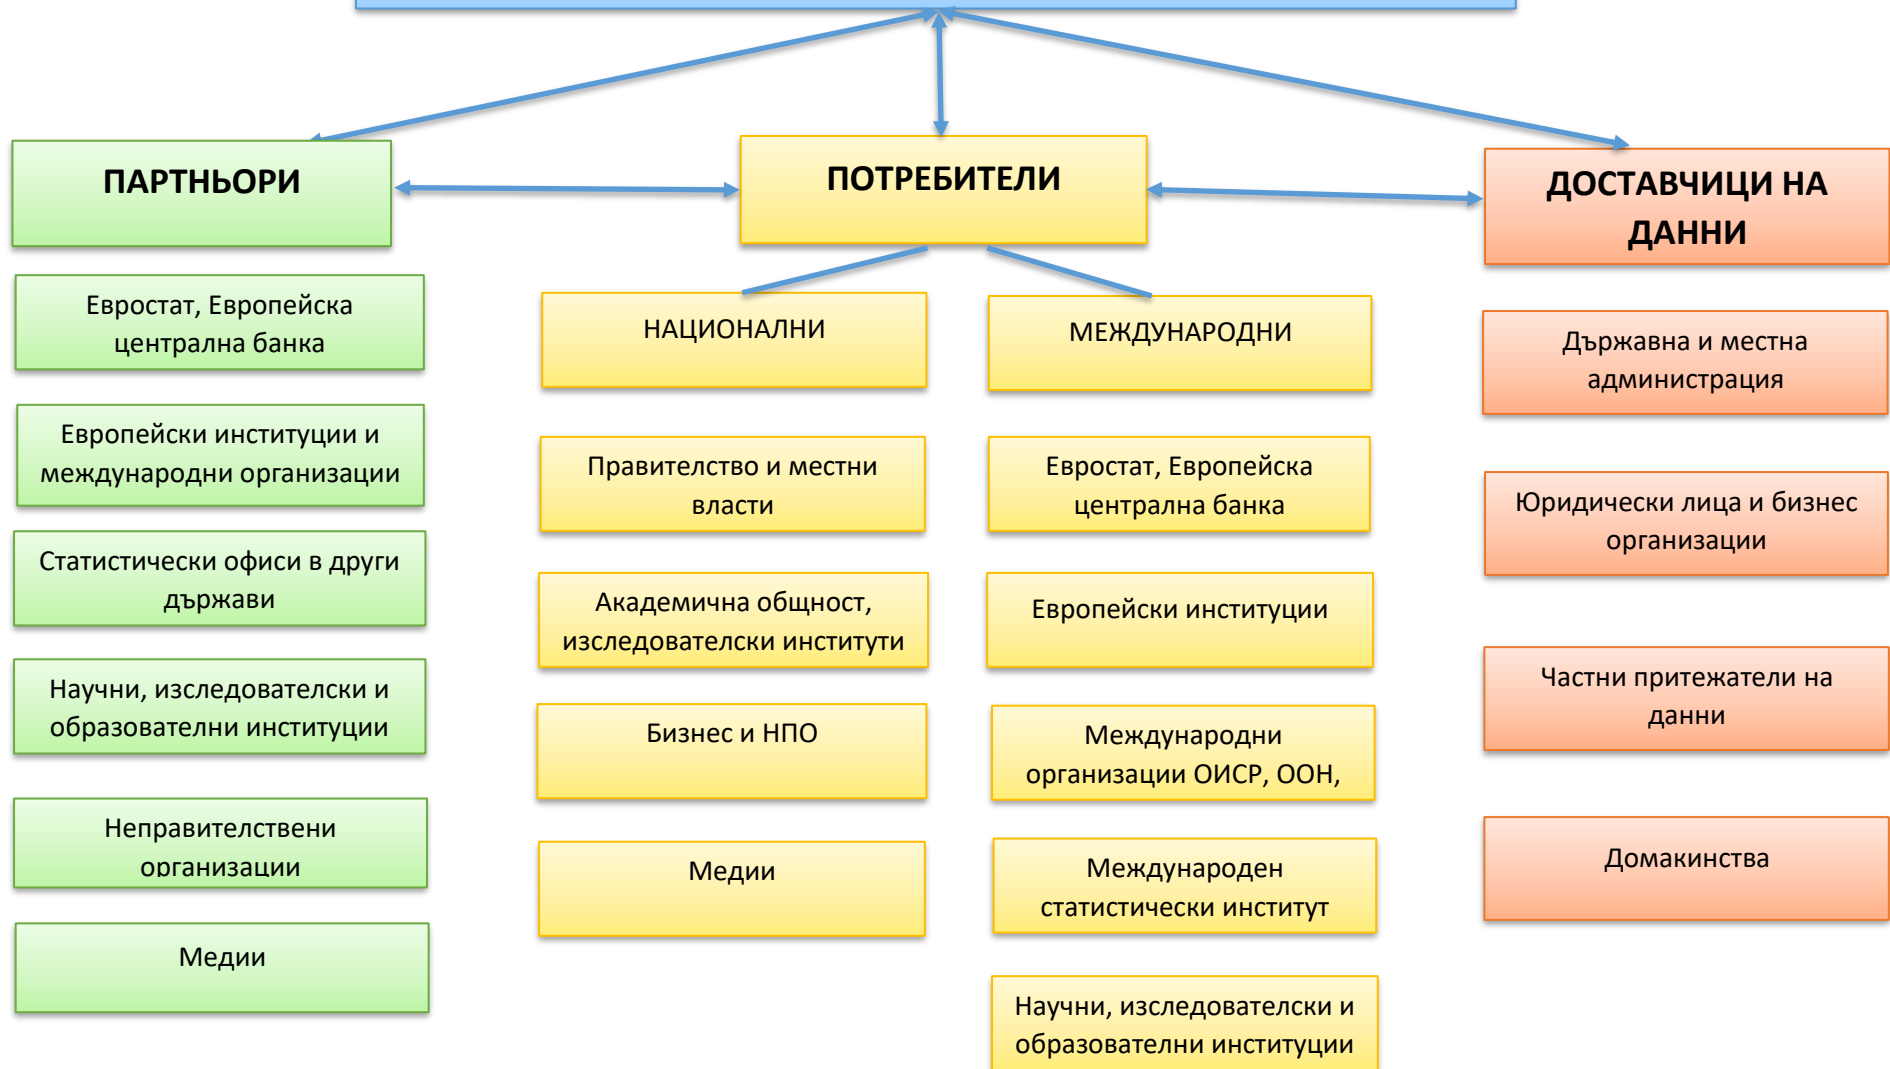 ПАРТНЬОРИ
ПОТРЕБИТЕЛИ
ДОСТАВЧИЦИ НА
ДАННИ
Евростат, Европейска
централна банка
Европейски институции и
международни организации
Статистически офиси в други
държави
Научни, изследователски и
образователни институции
Неправителствени
организации
Медии
НАЦИОНАЛНИ
Правителство и местни
власти
Академична общност,
изследователски институти
Бизнес и НПО
Медии
МЕЖДУНАРОДНИ
Евростат, Европейска
централна банка
Европейски институции
Международни
организации ОИСР, ООН,
Международен
статистически институт
Научни, изследователски и
образователни институции
Държавна и местна
администрация
Юридически лица и бизнес
организации
Частни притежатели на
данни
Домакинства